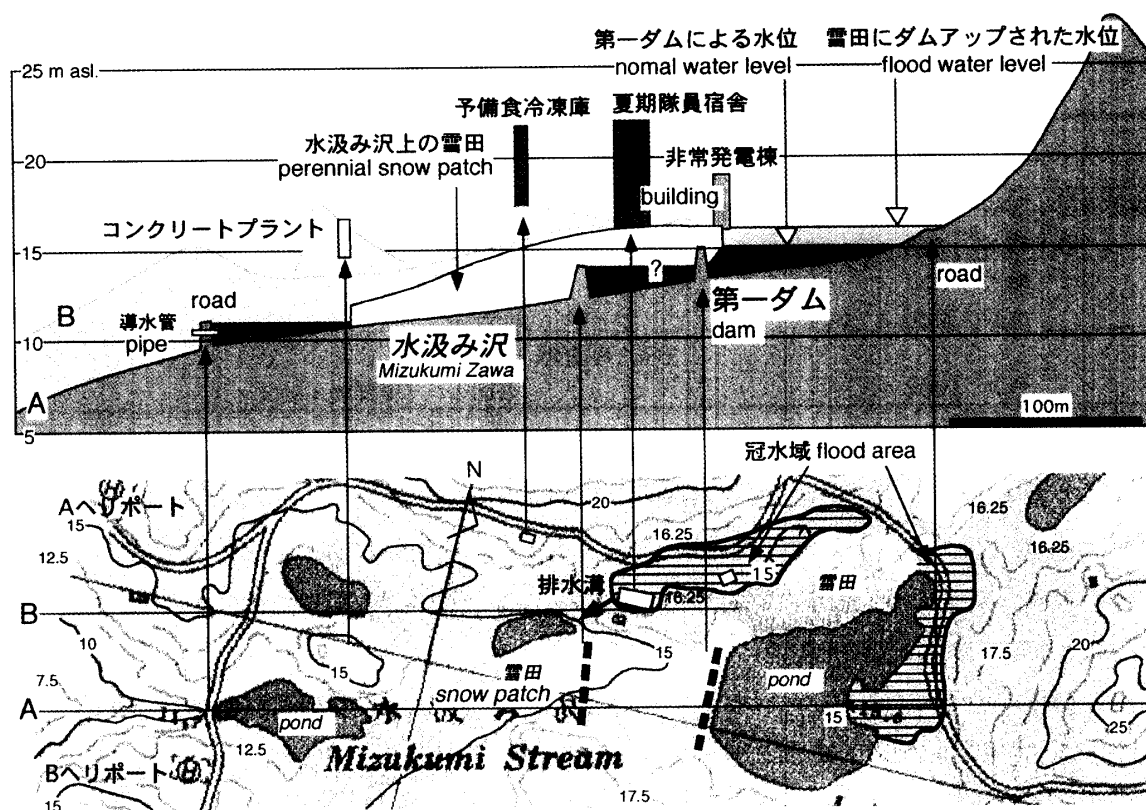 第一ダムによる水位
nomal water level
雪田にダムアップされた水位
flood water level
25 m asl.
予備食冷凍庫
夏期隊員宿舎
水汲み沢上の雪田
perennial snow patch
非常発電棟
building
20
コンクリートプラント
15
?
road
第一ダム
dam
B
road
導水管
pipe
10
水汲み沢
Mizukumi Zawa
A
5
100m
冠水域 flood area
N
Aヘリポート
15
20
16.25
16.25
16.25
12.5
排水溝
15
雪田
B
16.25
10
15
15
17.5
20
7.5
雪田
snow patch
pond
A
pond
15
25
12.5
Mizukumi Stream
Bヘリポート
H
15
17.5